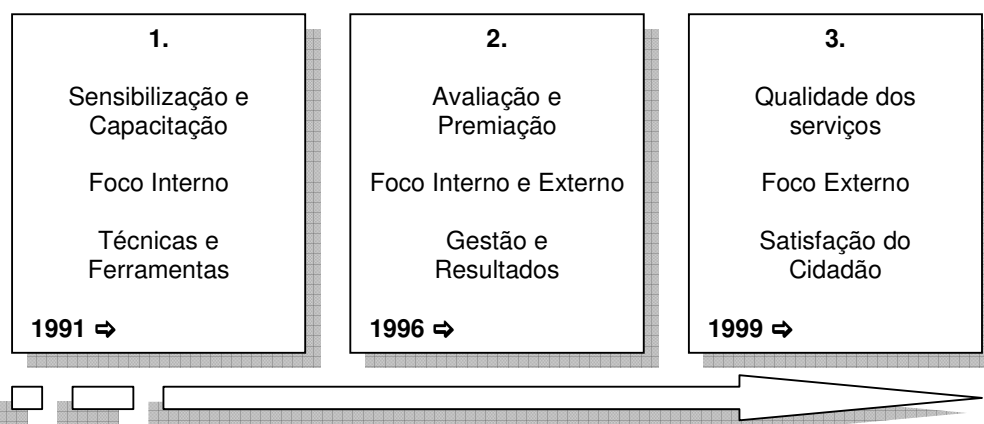 1.
Sensibilização e
Capacitação
Foco Interno
Técnicas e
Ferramentas
1991 ⇨
2.
Avaliação e
Premiação
Foco Interno e Externo
Gestão e
Resultados
1996 ⇨
3.
Qualidade dos
serviços
Foco Externo
Satisfação do
Cidadão
1999 ⇨